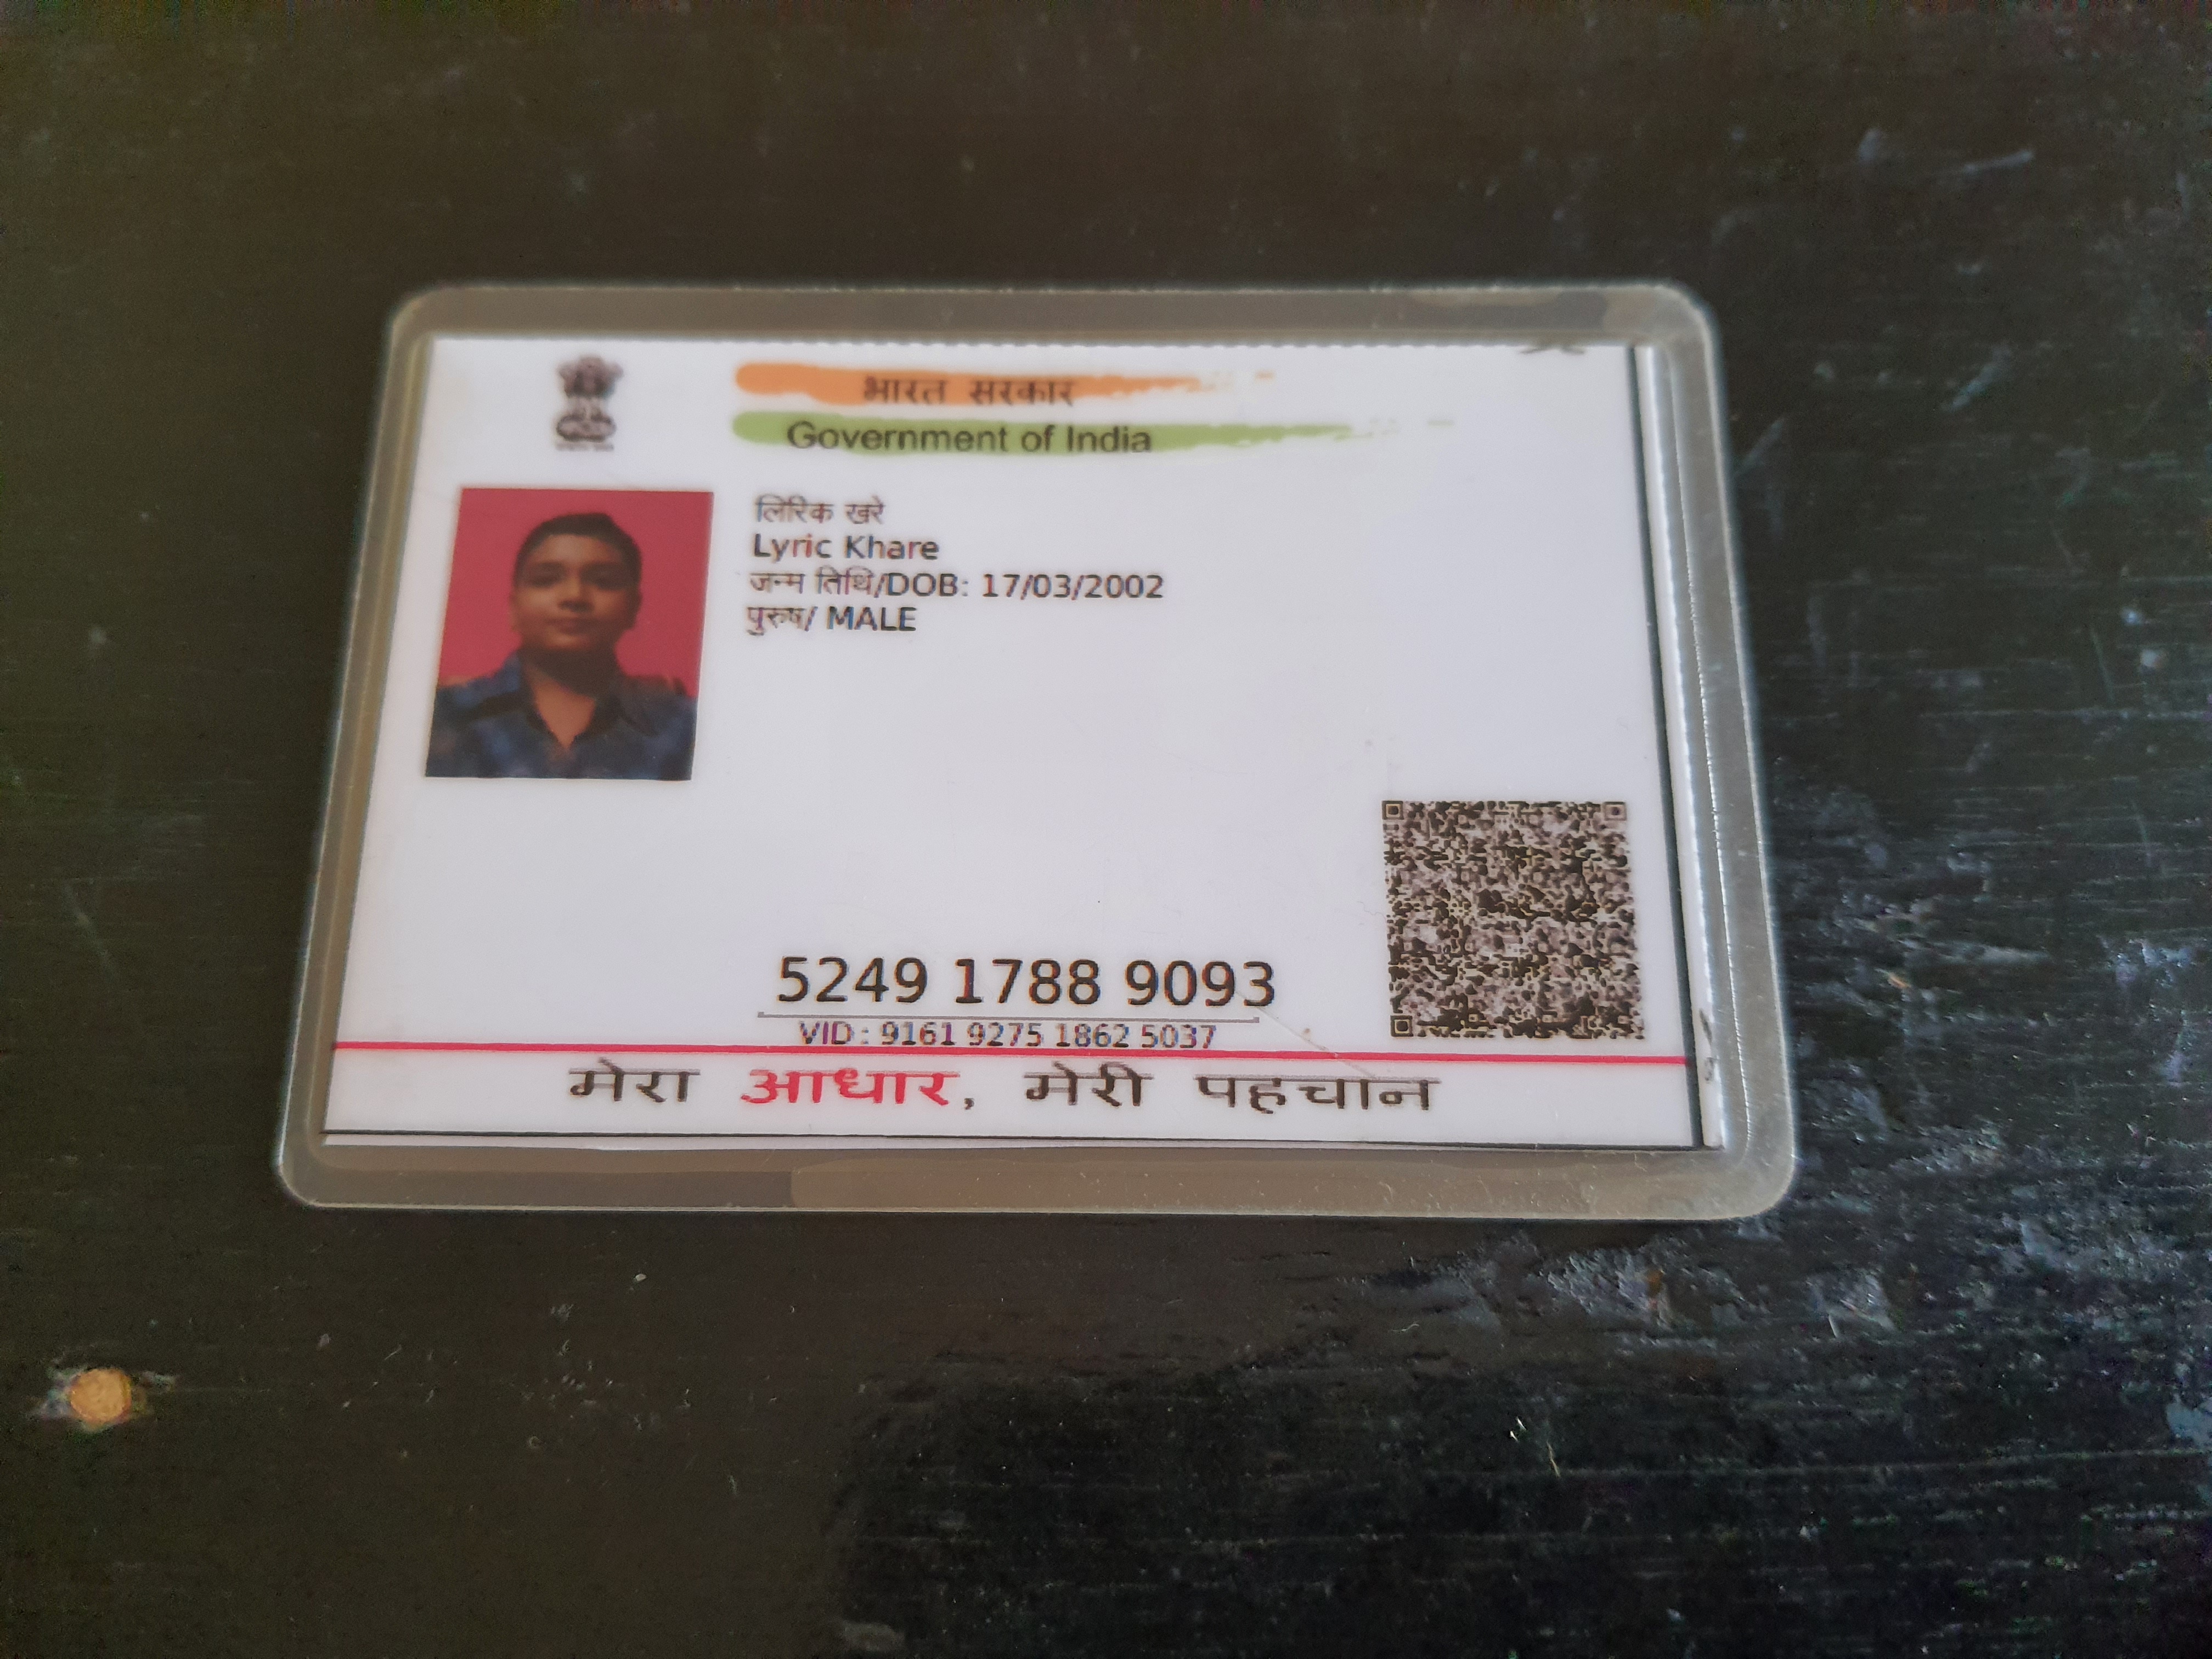 भारत सरकार
Government of India
लिरिक खरे
Lyric Khare
जन्म तिथि/DOB: 17/03/2002
पुरुष/ MALE
5249 1788 9093
VID : 9161 9275 1862 5037
मेरा आधार, मेरी पहचान